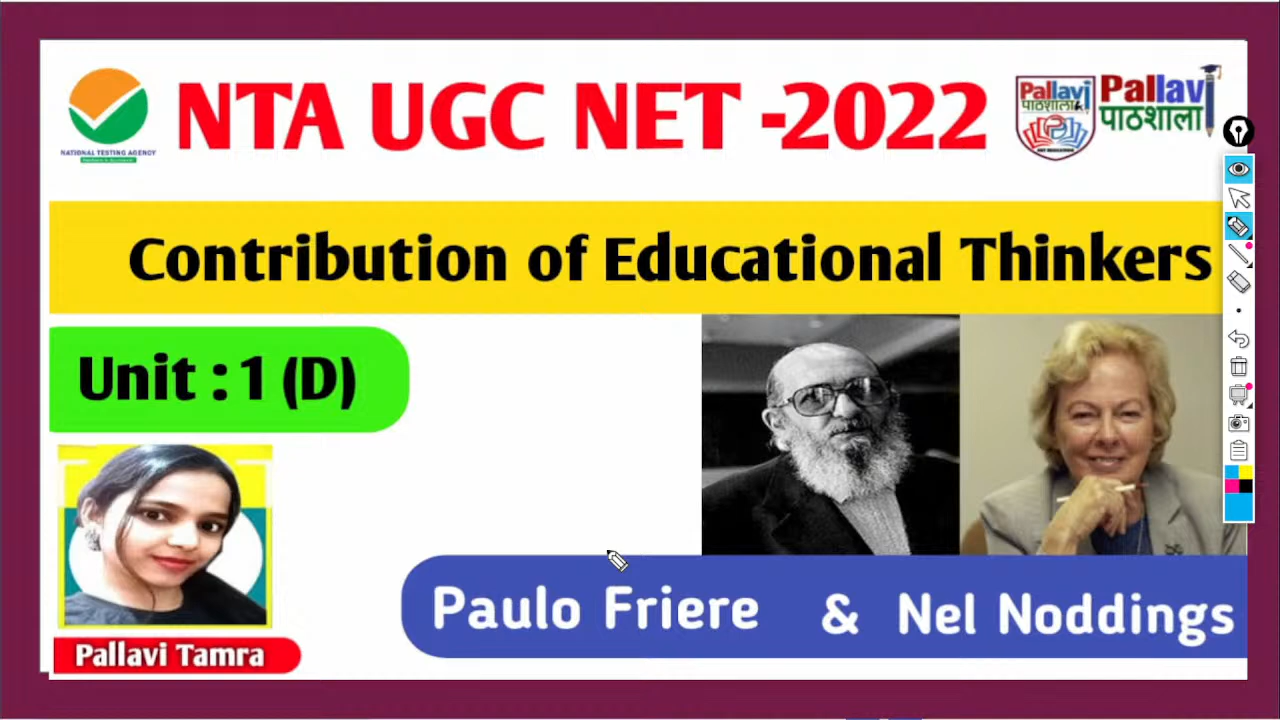 NATIONAL TESTING AGENCY
NTA UGC NET -2022
Pallavi
पाठशाला
Pallavi
पाठशाला
Contribution of Educational Thinkers
Unit : 1 (D)
Paulo Friere & Nel Noddings
Pallavi Tamra